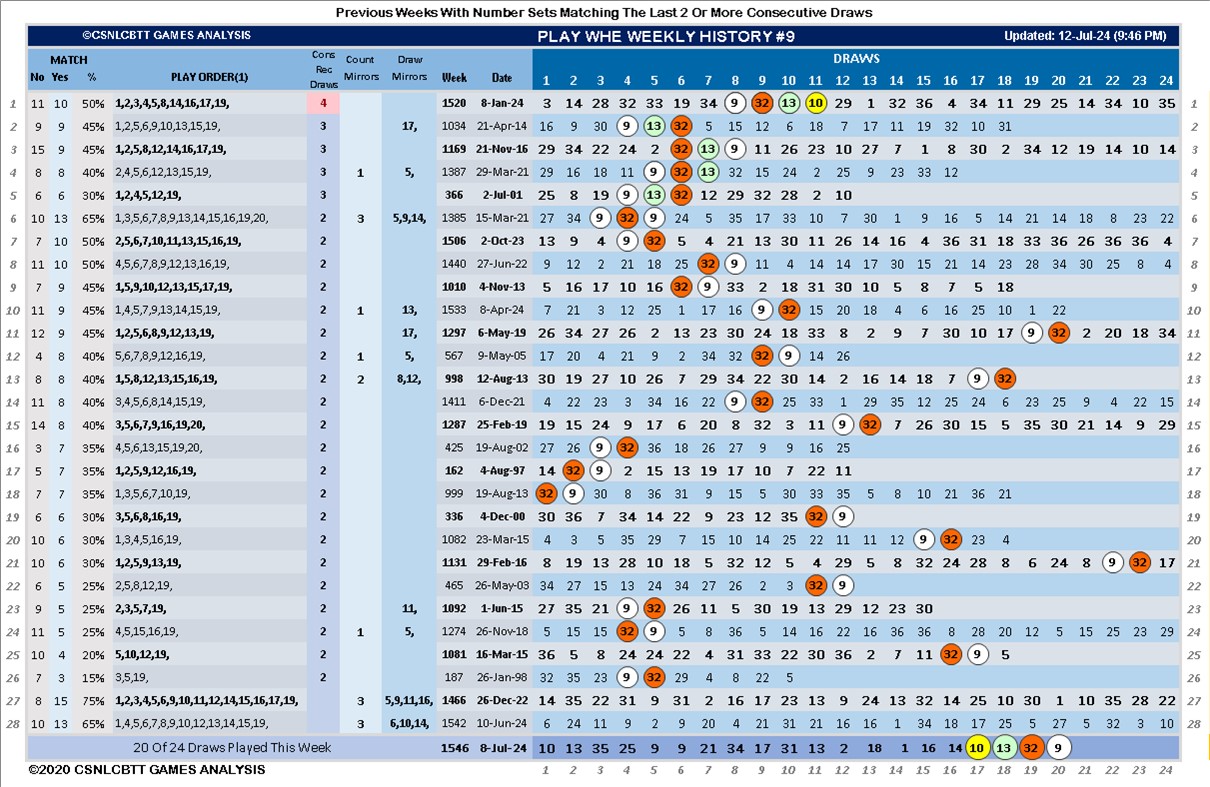 Previous Weeks With Number Sets Matching The Last 2 Or More Consecutive Draws
©CSNLCBTT GAMES ANALYSIS PLAY WHE WEEKLY HISTORY #9 Updated: 12-Jul-24 (9:46 PM)
MATCH Cons Rec Draws Count Mirrors Draw Mirrors DRAWS
No Yes % PLAY ORDER(1) Week Date 1 2 3 4 5 6 7 8 9 10 11 12 13 14 15 16 17 18 19 20 21 22 23 24
1 11 10 50% 1,2,3,4,5,8,14,16,17,19, 4 1520 8-Jan-24 3 14 28 32 33 19 34 9 32 13 10 29 1 32 36 4 34 11 29 25 14 34 10 35 1
2 9 9 45% 1,2,5,6,9,10,13,15,19, 3 17, 1034 21-Apr-14 16 9 30 9 13 32 5 15 12 6 18 7 17 11 19 32 10 31 2
3 15 9 45% 1,2,5,8,12,14,16,17,19, 3 1169 21-Nov-16 29 34 22 24 2 32 13 9 11 26 23 10 27 7 1 8 30 2 34 12 19 14 10 14 3
4 8 8 40% 2,4,5,6,12,13,15,19, 3 1 5, 1387 29-Mar-21 29 16 18 11 9 32 13 32 15 24 2 25 9 23 33 12 4
5 6 6 30% 1,2,4,5,12,19, 3 366 2-Jul-01 25 8 19 9 13 32 12 29 32 28 2 10 5
6 10 13 65% 1,3,5,6,7,8,9,13,14,15,16,19,20, 2 3 5,9,14, 1385 15-Mar-21 27 34 9 32 9 24 5 35 17 33 10 7 30 1 9 16 5 14 21 14 18 8 23 22 6
7 7 10 50% 2,5,6,7,10,11,13,15,16,19, 2 1506 2-Oct-23 13 9 4 9 32 5 4 21 13 30 11 26 14 16 4 36 31 18 33 36 26 36 36 4 7
8 11 10 50% 4,5,6,7,8,9,12,13,16,19, 2 1440 27-Jun-22 9 12 2 21 18 25 32 9 11 4 14 14 17 30 15 21 14 23 28 34 30 25 8 4 8
9 7 9 45% 1,5,9,10,12,13,15,17,19, 2 1010 4-Nov-13 5 16 17 10 16 32 9 33 2 18 31 30 10 5 8 7 5 18 9
10 11 9 45% 1,4,5,7,9,13,14,15,19, 2 1 13, 1533 8-Apr-24 7 21 3 12 25 1 17 16 9 32 15 20 18 4 6 16 25 10 1 22 10
11 12 9 45% 1,2,5,6,8,9,12,13,19, 2 17, 1297 6-May-19 26 34 27 26 2 13 23 30 24 18 33 8 2 9 7 30 10 17 9 32 2 20 18 34 11
12 4 8 40% 5,6,7,8,9,12,16,19, 2 1 5, 567 9-May-05 17 20 4 21 9 2 34 32 32 9 14 26 12
13 8 8 40% 1,5,8,12,13,15,16,19, 2 2 8,12, 998 12-Aug-13 30 19 27 10 26 7 29 34 22 30 14 2 16 14 18 7 9 32 13
14 11 8 40% 3,4,5,6,8,14,15,19, 2 1411 6-Dec-21 4 22 23 3 34 16 22 9 32 25 33 1 29 35 12 25 24 6 23 25 9 4 22 15 14
15 14 8 40% 3,5,6,7,9,16,19,20, 2 1287 25-Feb-19 19 15 24 9 17 6 20 8 32 3 11 9 32 7 26 30 15 5 35 30 21 14 9 29 15
16 3 7 35% 4,5,6,13,15,19,20, 2 425 19-Aug-02 27 26 9 32 36 18 26 27 9 9 16 25 16
17 5 7 35% 1,2,5,9,12,16,19, 2 162 4-Aug-97 14 32 9 2 15 13 19 17 10 7 22 11 17
18 7 7 35% 1,3,5,6,7,10,19, 2 999 19-Aug-13 32 9 30 8 36 31 9 15 5 30 33 35 5 8 10 21 36 21 18
19 6 6 30% 3,5,6,8,16,19, 2 336 4-Dec-00 30 36 7 34 14 22 9 23 12 35 32 9 19
20 10 6 30% 1,3,4,5,16,19, 2 1082 23-Mar-15 4 3 5 35 29 7 15 10 14 25 22 11 11 12 9 32 23 4 20
21 10 6 30% 1,2,5,9,13,19, 2 1131 29-Feb-16 8 19 13 28 10 18 5 32 12 5 4 29 5 8 32 24 28 8 6 24 8 9 32 17 21
22 6 5 25% 2,5,8,12,19, 2 465 26-May-03 34 27 15 13 24 34 27 26 2 3 32 9 22
23 9 5 25% 2,3,5,7,19, 2 11, 1092 1-Jun-15 27 35 21 9 32 26 11 5 30 19 13 29 12 23 30 23
24 11 5 25% 4,5,15,16,19, 2 1 5, 1274 26-Nov-18 5 15 15 32 9 5 8 36 5 14 16 22 16 36 36 8 28 20 12 5 15 25 23 29 24
25 10 4 20% 5,10,12,19, 2 1081 16-Mar-15 36 5 8 24 24 22 4 31 33 22 30 36 2 7 11 32 9 5 25
26 7 3 15% 3,5,19, 2 187 26-Jan-98 32 35 23 9 32 29 4 8 22 5 26
27 8 15 75% 1,2,3,4,5,6,9,10,11,12,14,15,16,17,19, 3 5,9,11,16, 1466 26-Dec-22 14 35 22 31 9 31 2 35 17 2 13 9 24 13 32 14 25 10 30 1 10 35 28 22 27
28 10 13 65% 1,4,5,6,7,8,9,10,12,13,14,15,19, 3 6,10,14, 1542 10-Jun-24 6 24 11 9 2 9 20 4 21 31 21 16 16 1 34 18 17 25 5 27 5 32 3 10 28
20 Of 24 Draws Played This Week 1546 8-Jul-24 10 13 35 25 9 9 21 34 17 31 13 2 18 1 16 14 10 13 32 9
©2020 CSNLCBTT GAMES ANALYSIS 1 2 3 4 5 6 7 8 9 10 11 12 13 14 15 16 17 18 19 20 21 22 23 24